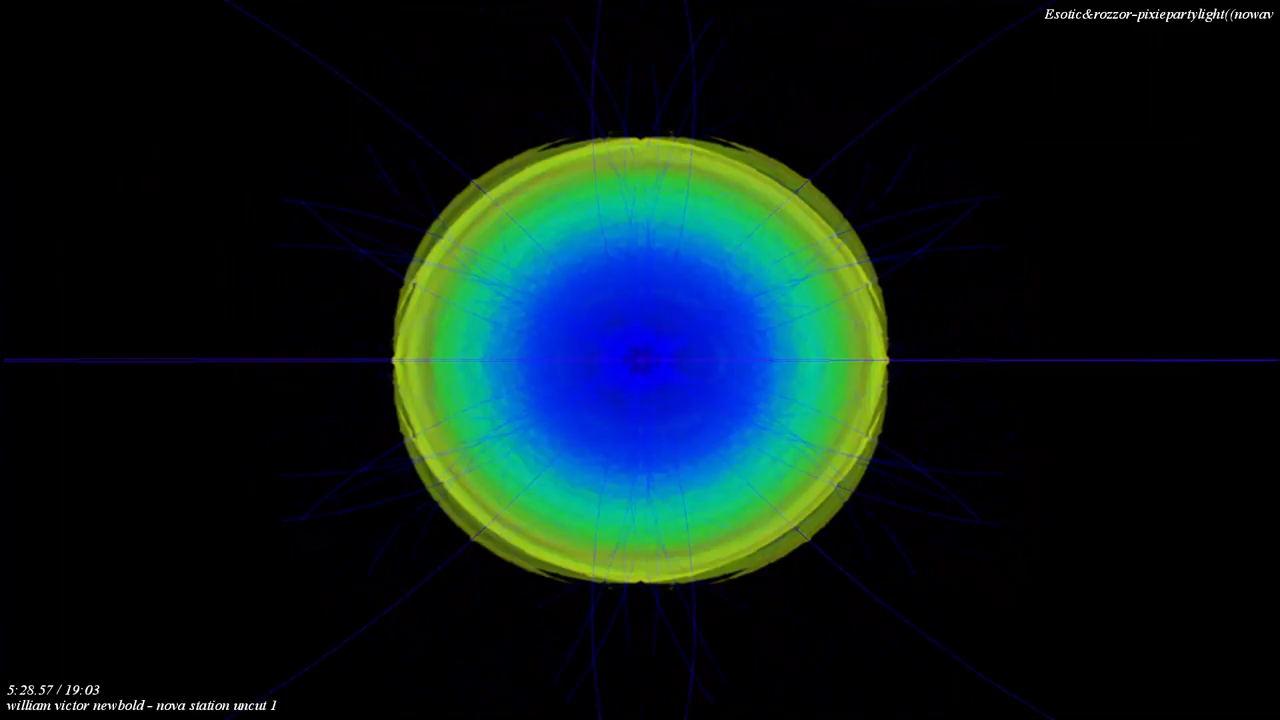 Esotic&rozzor-pixiepartylight((nowav
5:28.57 / 19:03
william victor newbold - nova station uncut 1